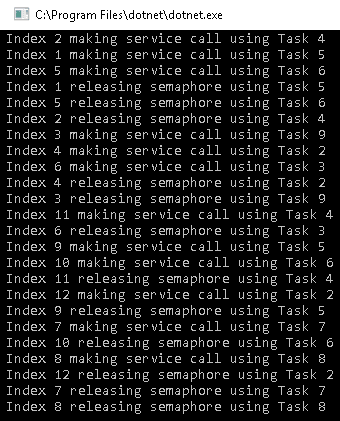 C:\Program Files\dotnet\dotnet.exe
Index 2 making service call using Task 4
Index 1 making service call using Task 5
Index 5 making service call using Task 6
Index 1 releasing semaphore using Task 5
Index 5 releasing semaphore using Task 6
Index 2 releasing semaphore using Task 4
Index 3 making service call using Task 9
Index 4 making service call using Task 2
Index 6 making service call using Task 3
Index 4 releasing semaphore using Task 2
Index 3 releasing semaphore using Task 9
Index 11 making service call using Task 4
Index 6 releasing semaphore using Task 3
Index 9 making service call using Task 5
Index 10 making service call using Task 6
Index 11 releasing semaphore using Task 4
Index 12 making service call using Task 2
Index 9 releasing semaphore using Task 5
Index 7 making service call using Task 7
Index 10 releasing semaphore using Task 6
Index 8 making service call using Task 8
Index 12 releasing semaphore using Task 2
Index 7 releasing semaphore using Task 7
Index 8 releasing semaphore using Task 8